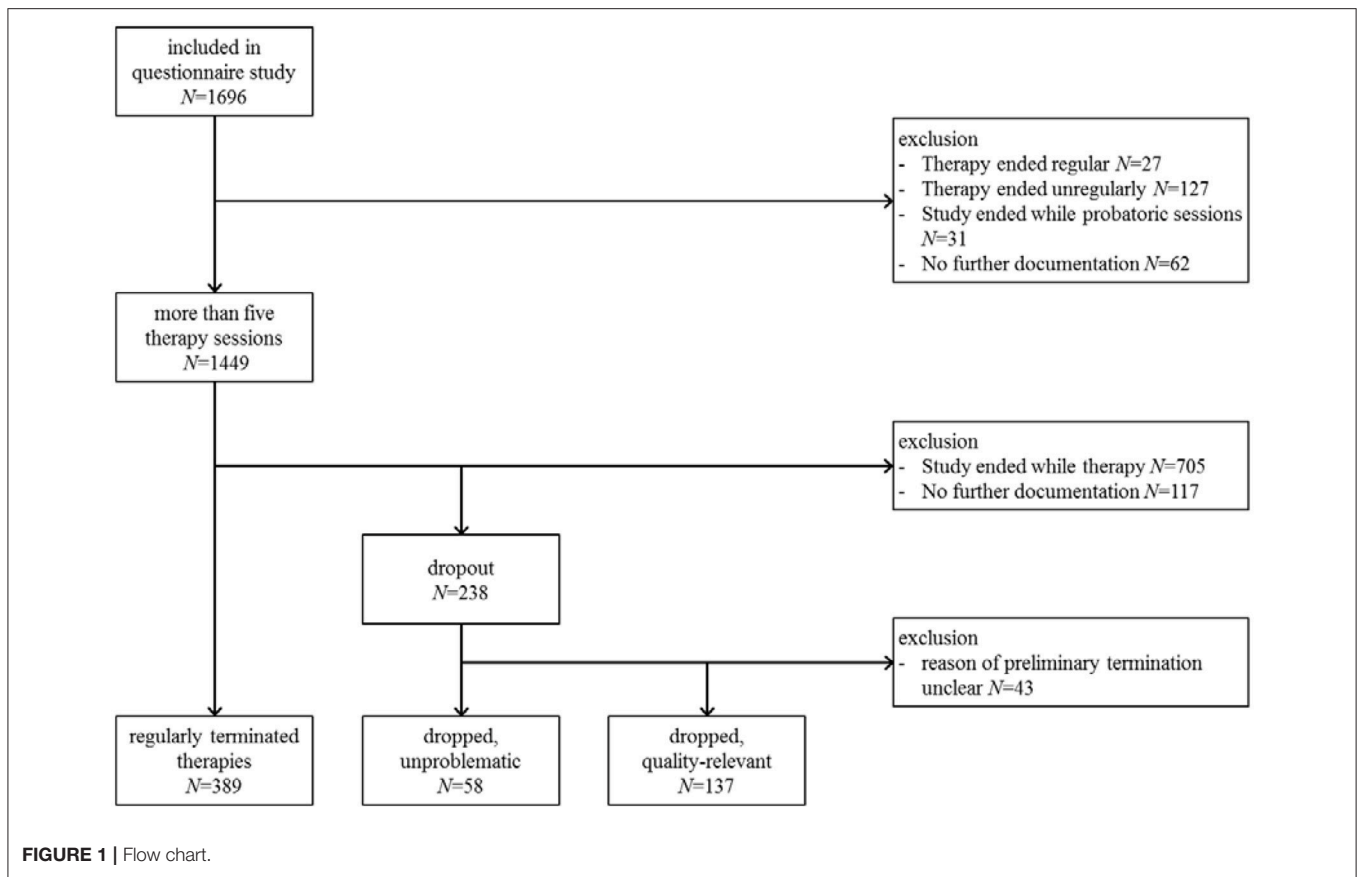 included in
questionnaire study
N=1696
exclusion
- Therapy ended regular N=27
- Therapy ended unregularly N=127
- Study ended while probatoric sessions
N=31
- No further documentation N=62
more than five
therapy sessions
N=1449
exclusion
- Study ended while therapy N=705
- No further documentation N=117
dropout
N=238
exclusion
- reason of preliminary termination
unclear N=43
regularly terminated
therapies
N=389
dropped,
unproblematic
N=58
dropped,
quality-relevant
N=137
FIGURE 1 | Flow chart.